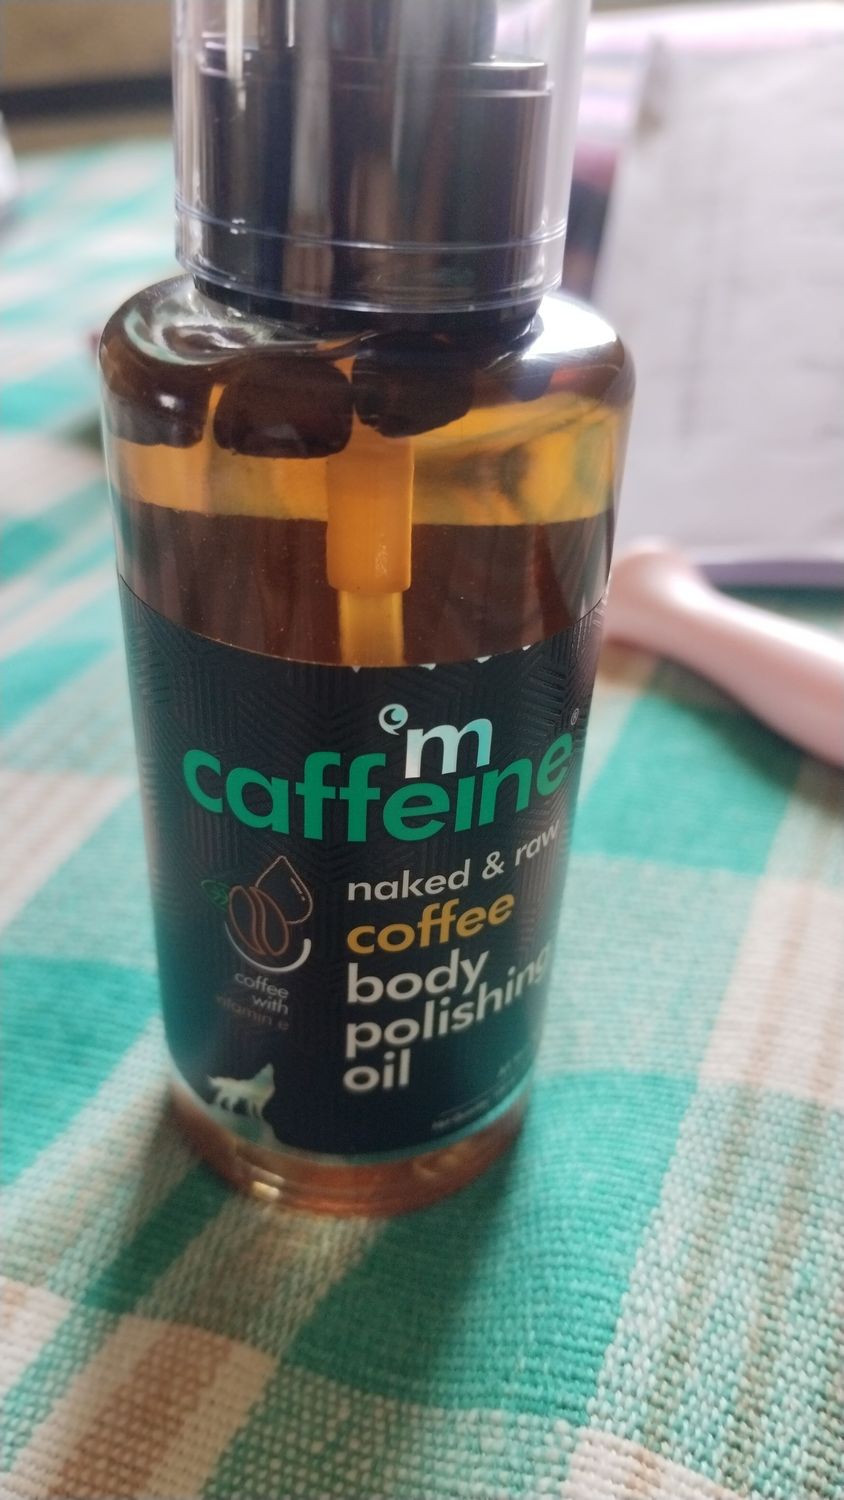 'm
caffeine®
naked & raw
coffee
body
polishing
oil
coffee
with
vitamin e